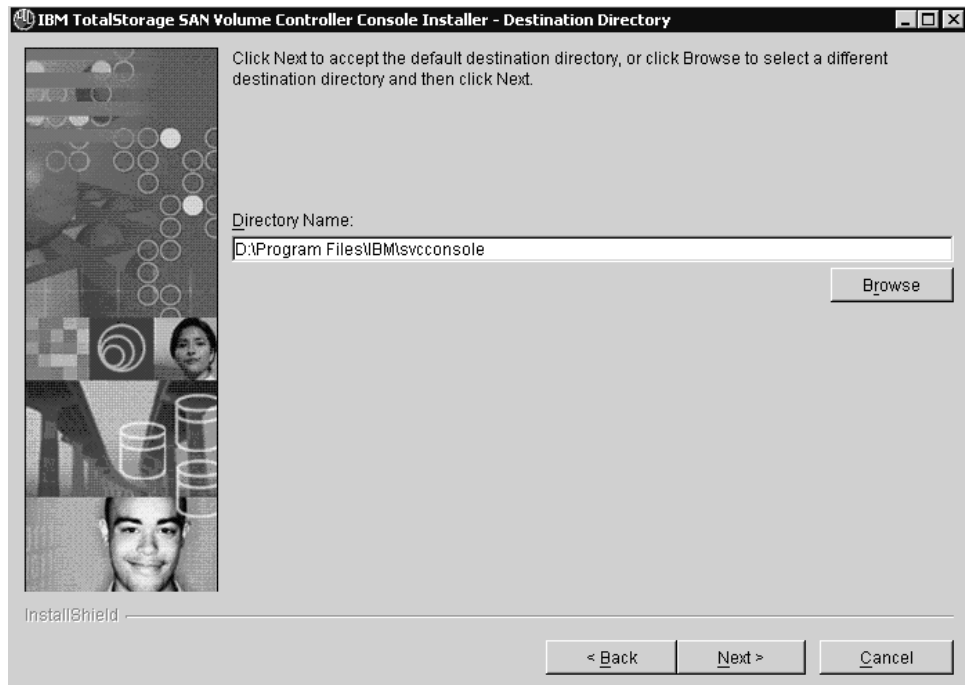 IBM TotalStorage SAN Volume Controller Console Installer - Destination Directory
Click Next to accept the default destination directory, or click Browse to select a different
destination directory and then click Next.
Directory Name:
D:\Program Files\IBM\svcconsole
Browse
InstallShield
< Back
Next >
Cancel